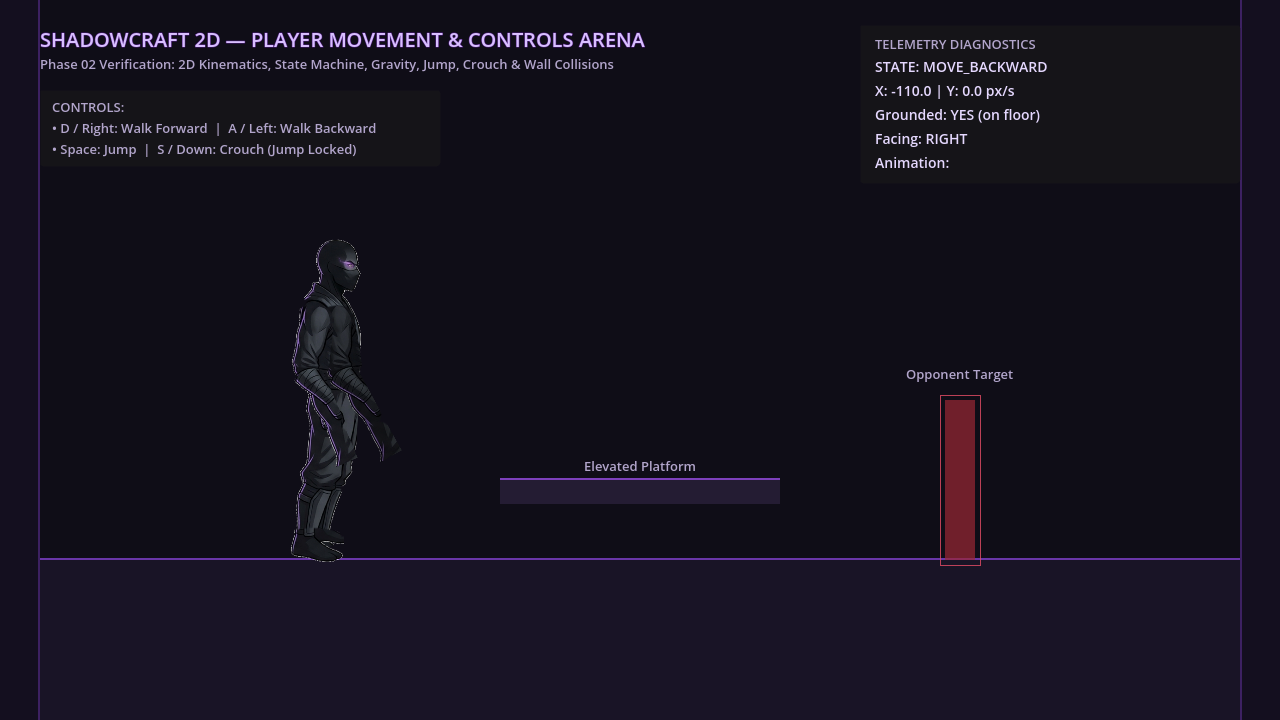 SHADOWCRAFT 2D — PLAYER MOVEMENT & CONTROLS ARENA
Phase 02 Verification: 2D Kinematics, State Machine, Gravity, Jump, Crouch & Wall Collisions
CONTROLS:
• D / Right: Walk Forward | A / Left: Walk Backward
• Space: Jump | S / Down: Crouch (Jump Locked)
TELEMETRY DIAGNOSTICS
STATE: MOVE_BACKWARD
X: -110.0 | Y: 0.0 px/s
Grounded: YES (on floor)
Facing: RIGHT
Animation:
Opponent Target
Elevated Platform